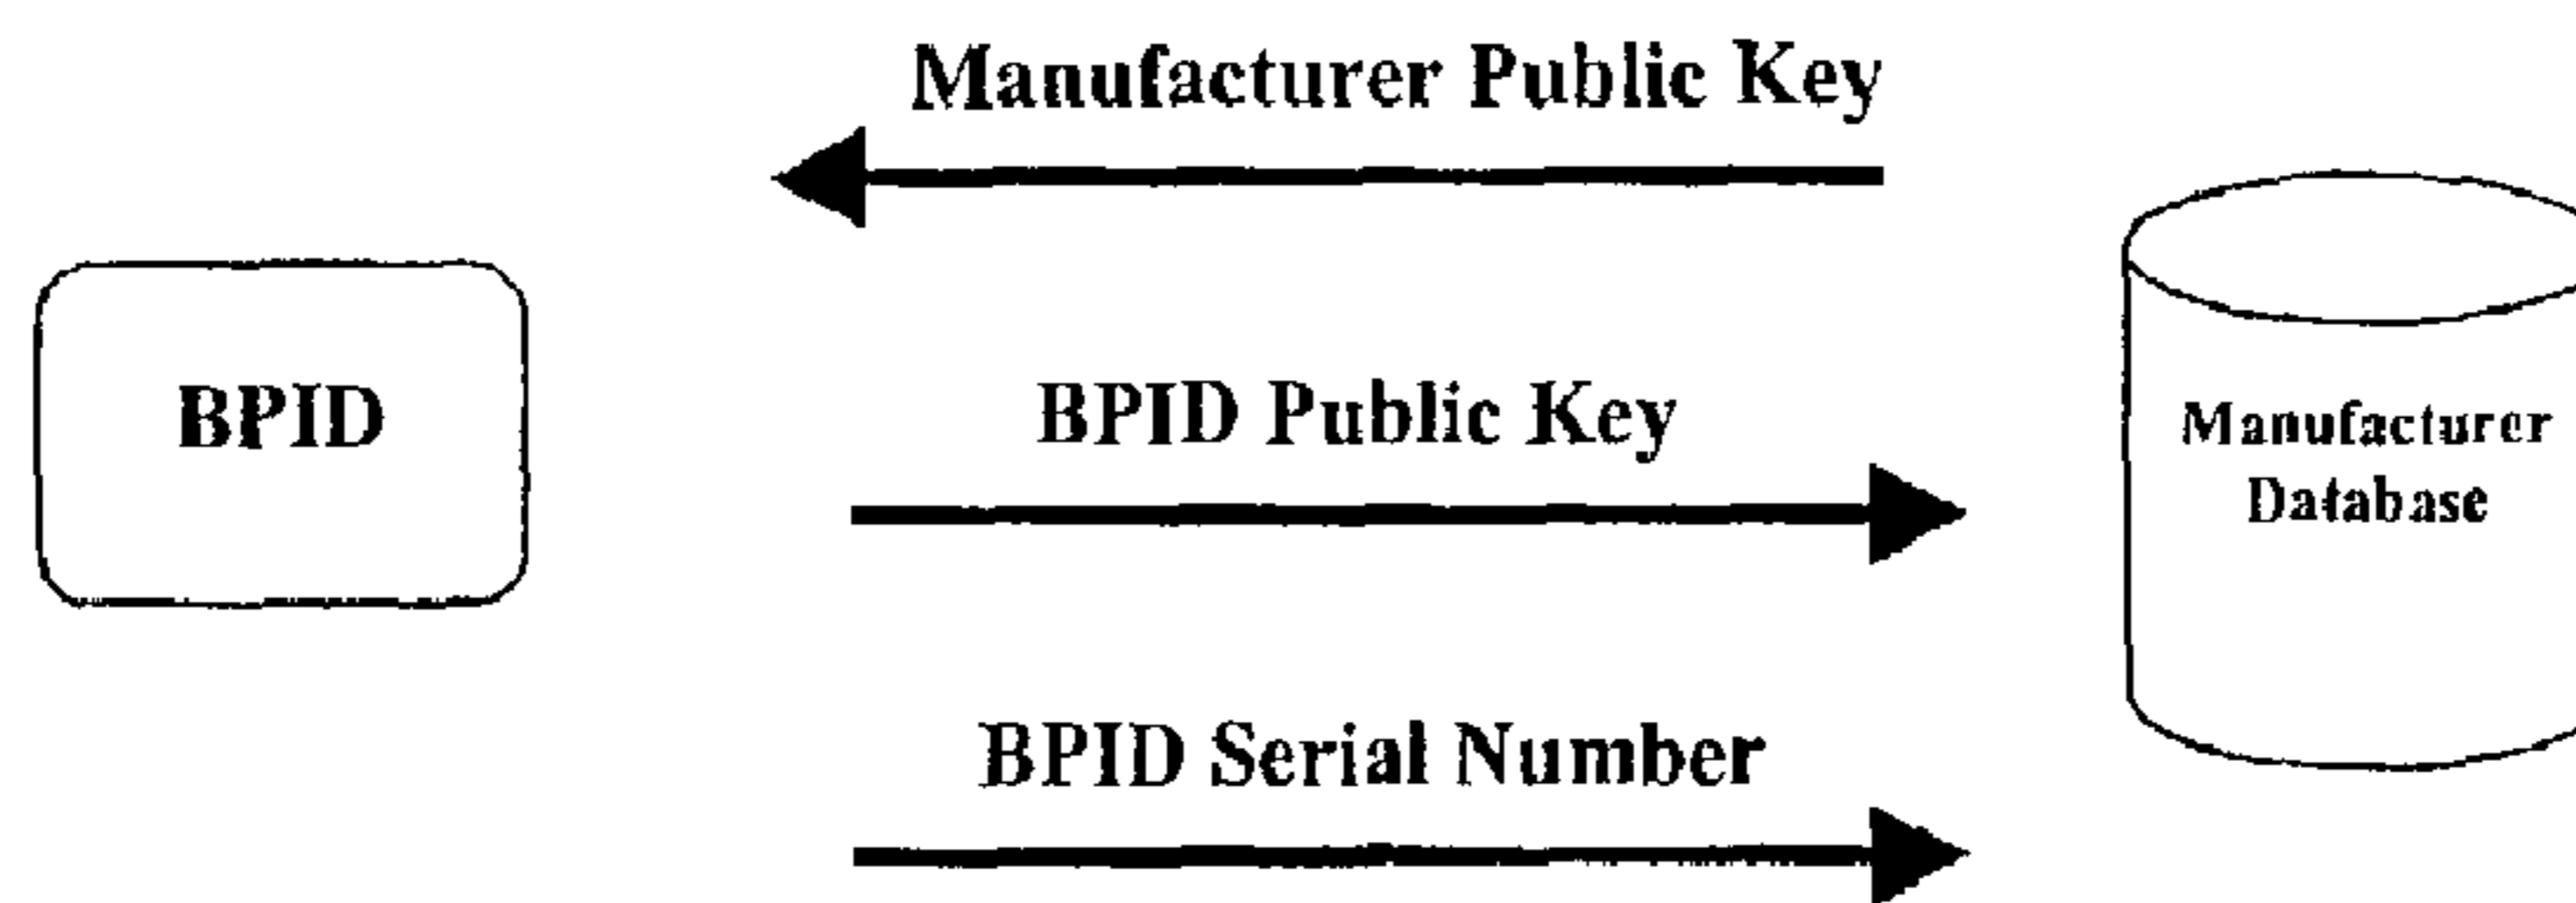 Manufacturer Public Key
BPID
BPID Public Key
Manufacturer
Database
BPID Serial Number